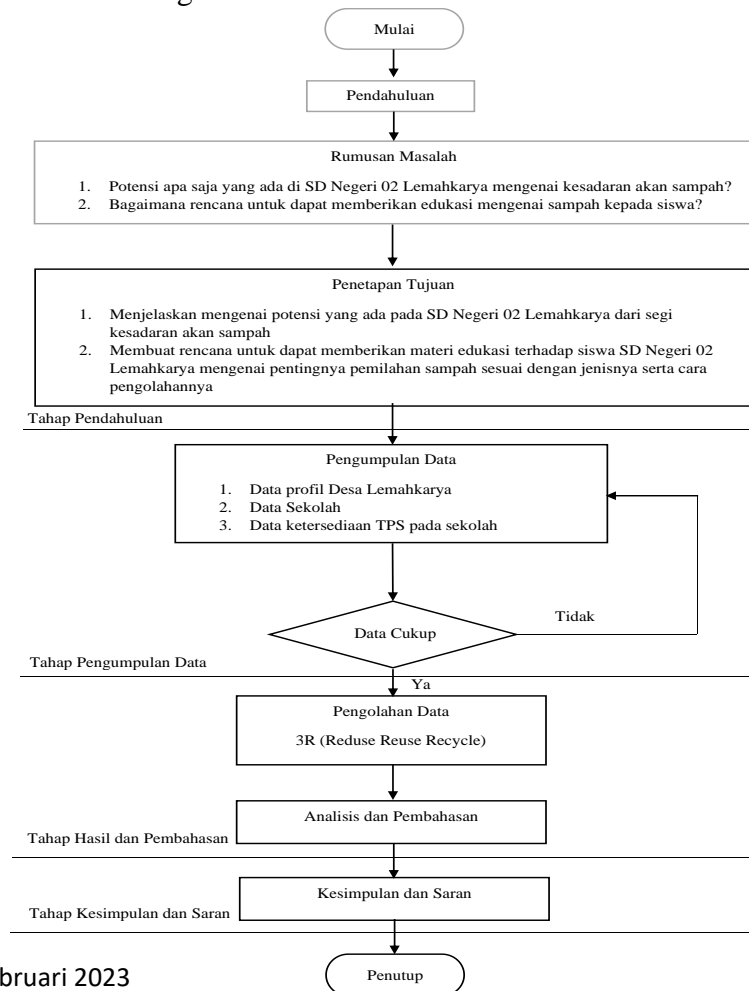 Mulai
Pendahuluan
Rumusan Masalah
1. Potensi apa saja yang ada di SD Negeri 02 Lemahkarya mengenai kesadaran akan sampah?
2. Bagaimana rencana untuk dapat memberikan edukasi mengenai sampah kepada siswa?
Penetapan Tujuan
1. Menjelaskan mengenai potensi yang ada pada SD Negeri 02 Lemahkarya dari segi
kesadaran akan sampah
2. Membuat rencana untuk dapat memberikan materi edukasi terhadap siswa SD Negeri 02
Lemahkarya mengenai pentingnya pemilahan sampah sesuai dengan jenisnya serta cara
pengolahannya
Tahap Pendahuluan
Pengumpulan Data
1. Data profil Desa Lemahkarya
2. Data Sekolah
3. Data ketersediaan TPS pada sekolah
Tidak
Data Cukup
Tahap Pengumpulan Data
Ya
Pengolahan Data
3R (Reduse Reuse Recycle)
Analisis dan Pembahasan
Tahap Hasil dan Pembahasan
Kesimpulan dan Saran
Tahap Kesimpulan dan Saran
bruari 2023
Penutup